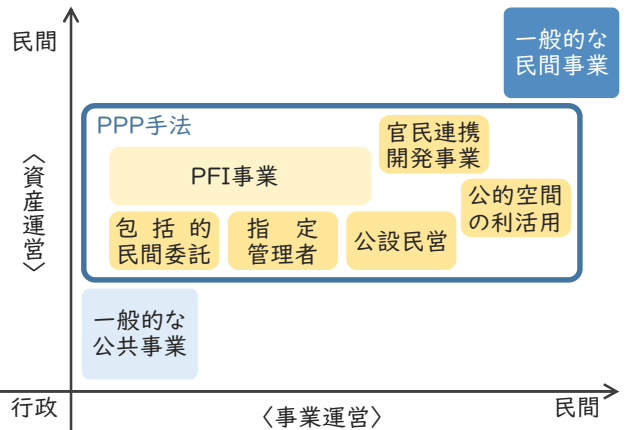 民間
一般的な
民間事業
PPP手法
官民連携
開発事業
PFI事業
公的空間
の利活用
包括的
民間委託
指定
管理者
公設民営
〈資産運営〉
一般的な
公共事業
行政
〈事業運営〉
民間